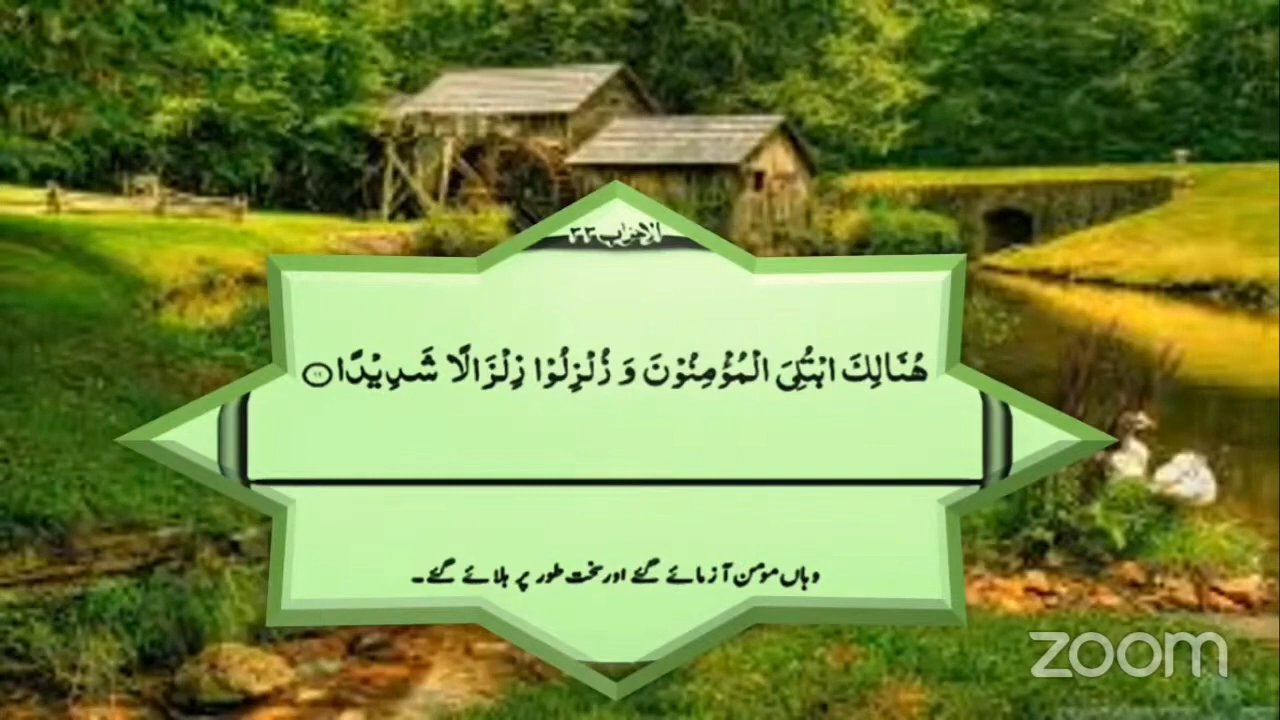 الاحزاب ٣٣
هُنَالِكَ ابْتُلِیَ الْمُؤْمِنُوْنَ وَ زُلْزِلُوْا زِلْزَالًا شَدِیْدًا
وہاں مومن آزمائے گئے اور سخت طور پر ہلائے گئے۔
zoom